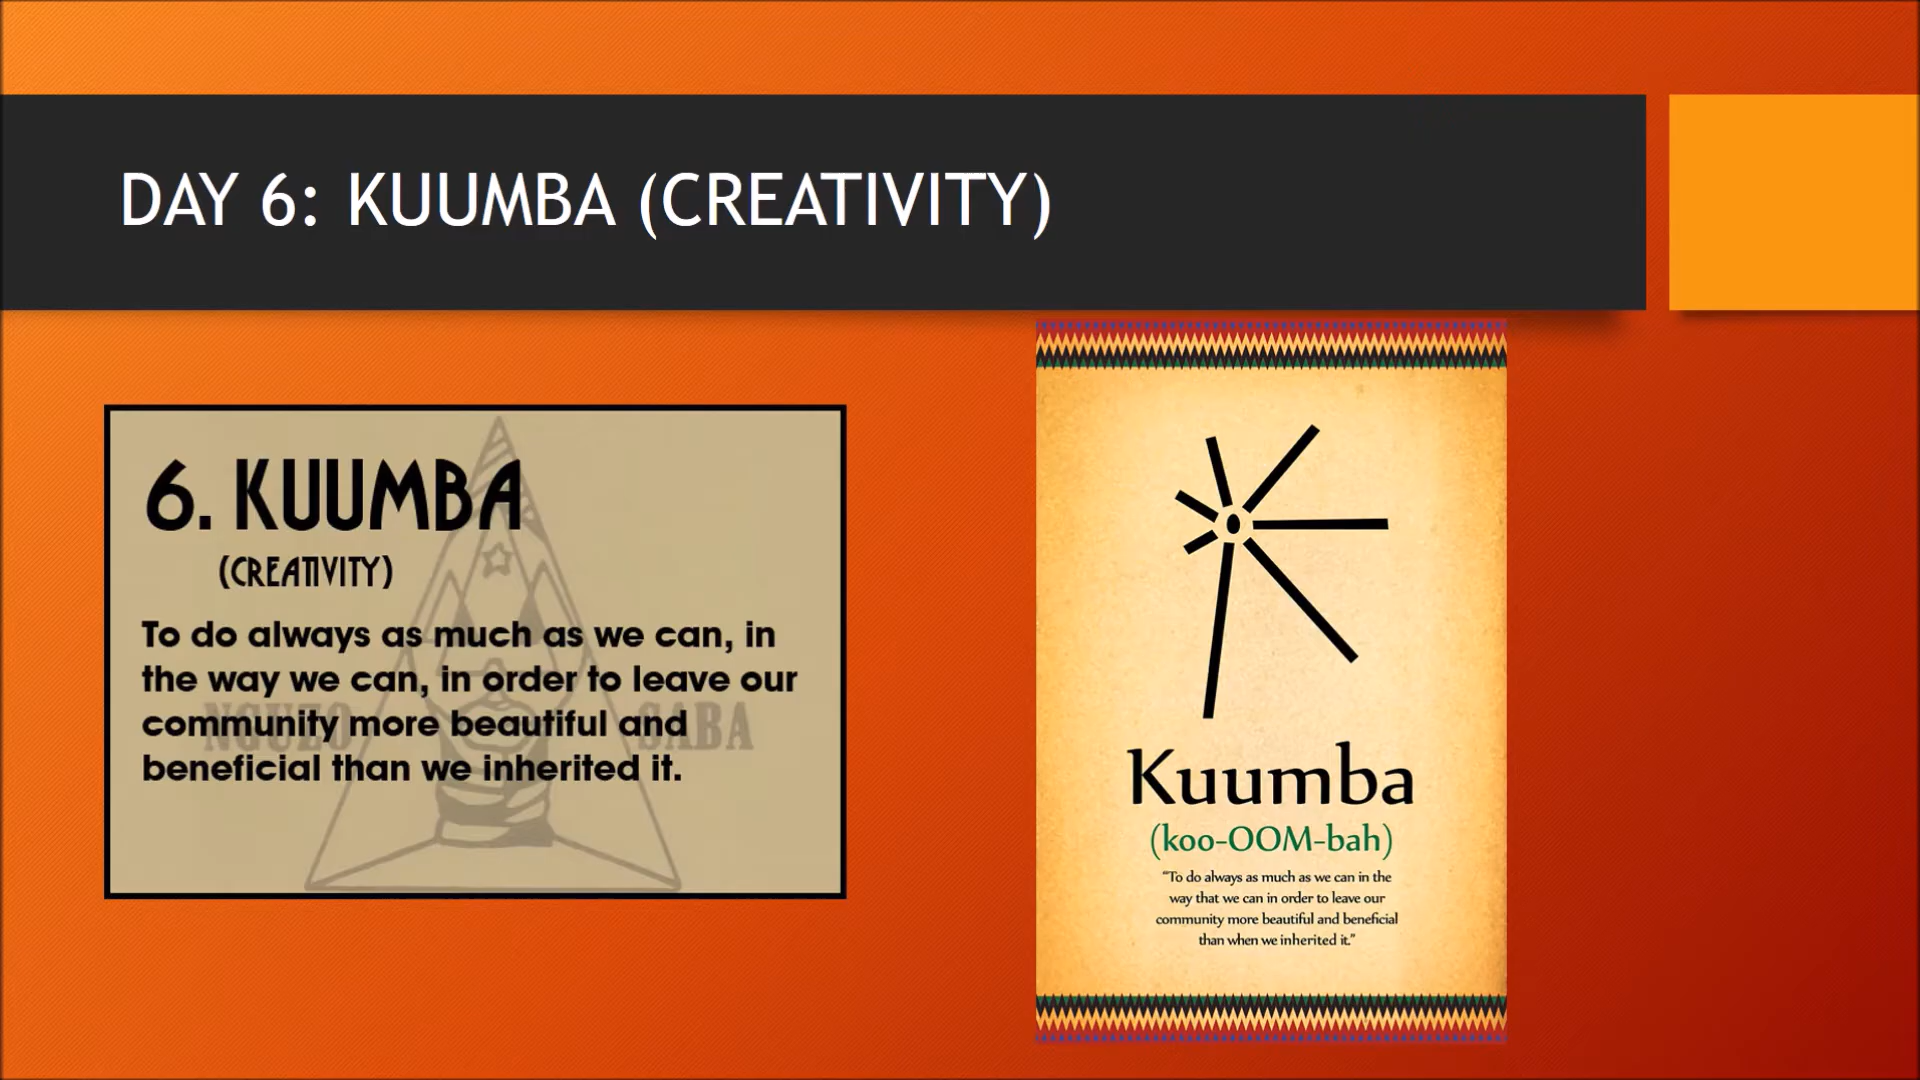 DAY 6: KUUMBA (CREATIVITY)
6. KUUMBA
(CREATIVITY)
To do always as much as we can, in
the way we can, in order to leave our
community more beautiful and
beneficial than we inherited it.
NGUZO SABA
Kuumba
(koo-OOM-bah)
“To do always as much as we can in the
way that we can in order to leave our
community more beautiful and beneficial
than when we inherited it.”